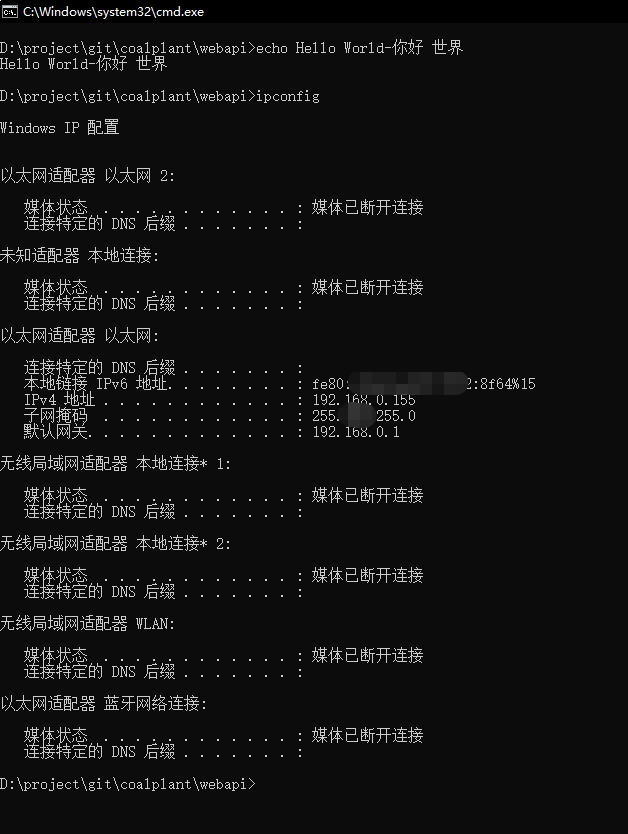 C:\Windows\system32\cmd.exe
D:\project\git\coalplant\webapi>echo Hello World-你好 世界
Hello World-你好 世界
D:\project\git\coalplant\webapi>ipconfig
Windows IP 配置
以太网适配器 以太网 2:
媒体状态 . . . . . . . . . . . . : 媒体已断开连接
连接特定的 DNS 后缀 . . . . . . . :
未知适配器 本地连接:
媒体状态 . . . . . . . . . . . . : 媒体已断开连接
连接特定的 DNS 后缀 . . . . . . . :
以太网适配器 以太网:
连接特定的 DNS 后缀 . . . . . . . :
本地链接 IPv6 地址. . . . . . . . : fe80: 2:8f64%15
IPv4 地址 . . . . . . . . . . . . : 192.168.0.155
子网掩码 . . . . . . . . . . . . : 255. 255.0
默认网关. . . . . . . . . . . . . : 192.168.0.1
无线局域网适配器 本地连接* 1:
媒体状态 . . . . . . . . . . . . : 媒体已断开连接
连接特定的 DNS 后缀 . . . . . . . :
无线局域网适配器 本地连接* 2:
媒体状态 . . . . . . . . . . . . : 媒体已断开连接
连接特定的 DNS 后缀 . . . . . . . :
无线局域网适配器 WLAN:
媒体状态 . . . . . . . . . . . . : 媒体已断开连接
连接特定的 DNS 后缀 . . . . . . . :
以太网适配器 蓝牙网络连接:
媒体状态 . . . . . . . . . . . . : 媒体已断开连接
连接特定的 DNS 后缀 . . . . . . . :
D:\project\git\coalplant\webapi>